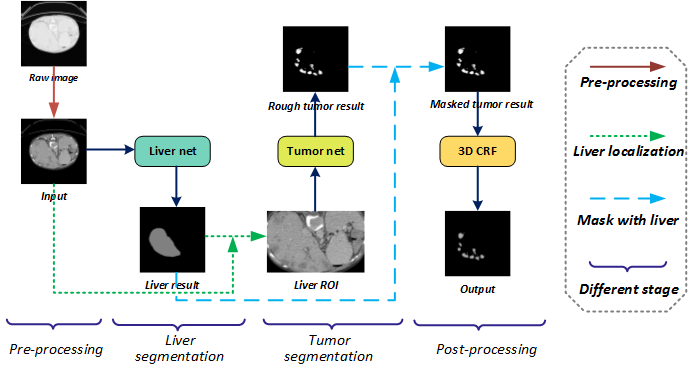 Raw image
Input
Liver net
Liver result
Rough tumor result
Tumor net
Liver ROI
Masked tumor result
3D CRF
Output
Pre-processing
Liver localization
Mask with liver
Different stage
Pre-processing
Liver
segmentation
Tumor
segmentation
Post-processing